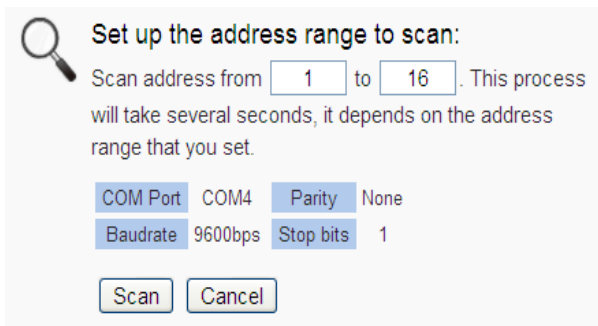 Set up the address range to scan:
Scan address from 1 to 16 . This process
will take several seconds, it depends on the address
range that you set.
COM Port COM4 Parity None
Baudrate 9600bps Stop bits 1
Scan Cancel